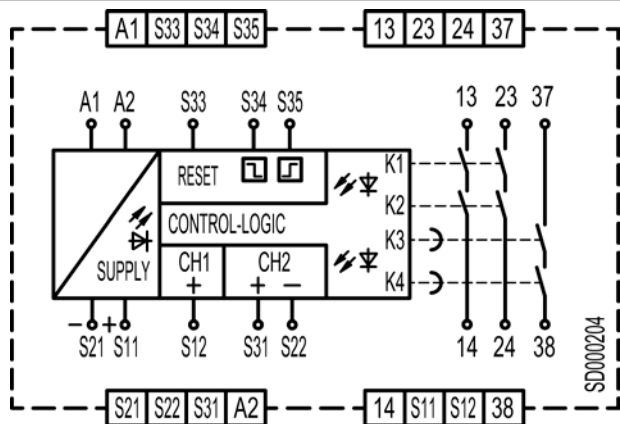 A1 S33 S34 S35 13 23 24 37
A1 A2 S33 S34 S35 13 23 37
RESET K1
K2
CONTROL-LOGIC
K3
SUPPLY CH1 CH2
+ + − K4
− + 
S21 S11 S12 S31 S22 14 24 38
SD000204
S21 S22 S31 A2 14 S11 S12 38